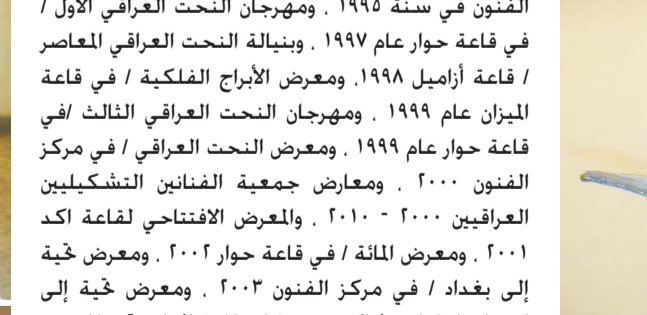 الفنون في سنة ١٩٩٥ , ومهرجان النحت العراقي الأول /
في قاعة حوار عام ١٩٩٧ , وبنيالة النحت العراقي المعاصر
/ قاعة أزاميل ١٩٩٨, ومعرض الأبراج الفلكية / في قاعة
الميزان عام ١٩٩٩ , ومهرجان النحت العراقي الثالث /في
قاعة حوار عام ١٩٩٩ , ومعرض النحت العراقي / في مركز
الفنون ٢٠٠٠ , ومعارض جمعية الفنانين التشكيليين
العراقيين ٢٠٠٠ - ٢٠١٠ , والمعرض الافتتاحي لقاعة اكد
٢٠٠١ , ومعرض المائة / في قاعة حوار ٢٠٠٢ , ومعرض تحية
إلى بغداد / في مركز الفنون ٢٠٠٣ , ومعرض تحية إلى